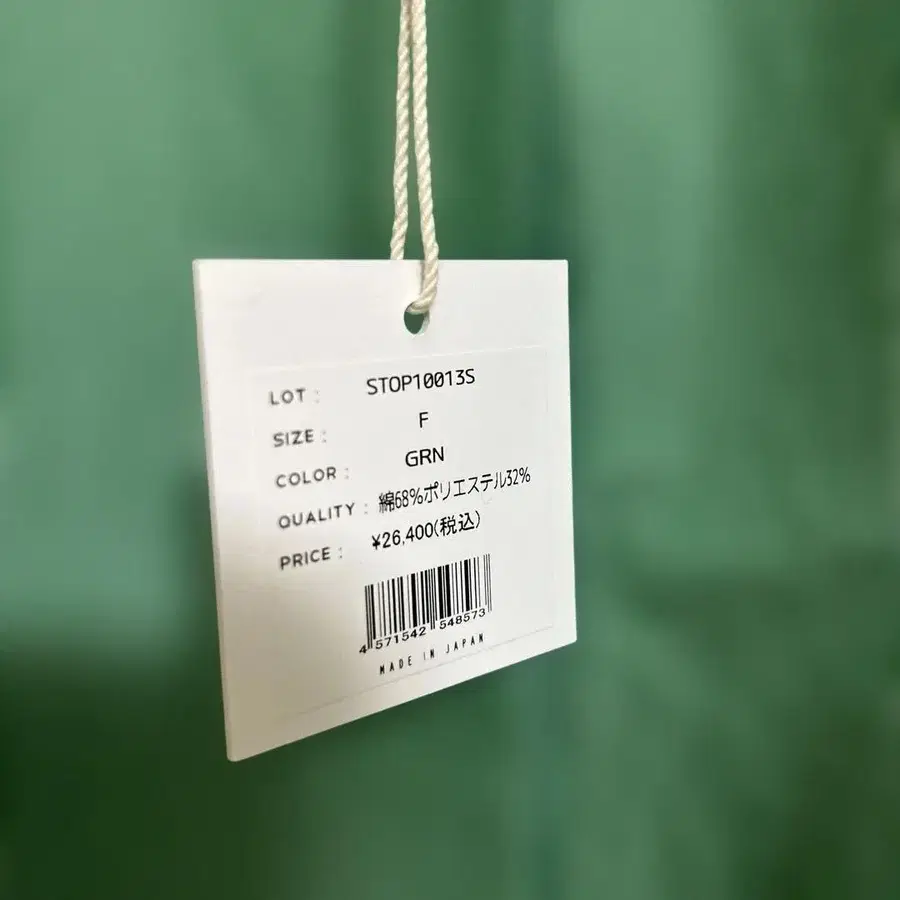 LOT : STOP10013S
SIZE : F
COLOR : GRN
QUALITY : 綿68%ポリエステル32%
PRICE : ¥26,400(税込)
4 571542 548573
MADE IN JAPAN